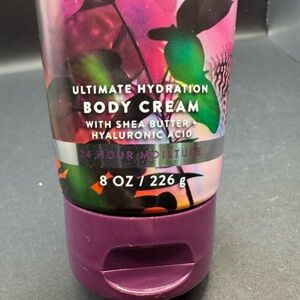 ULTIMATE HYDRATION
BODY CREAM
WITH SHEA BUTTER +
HYALURONIC ACID
24 HOUR MOISTURE
8 OZ / 226 g